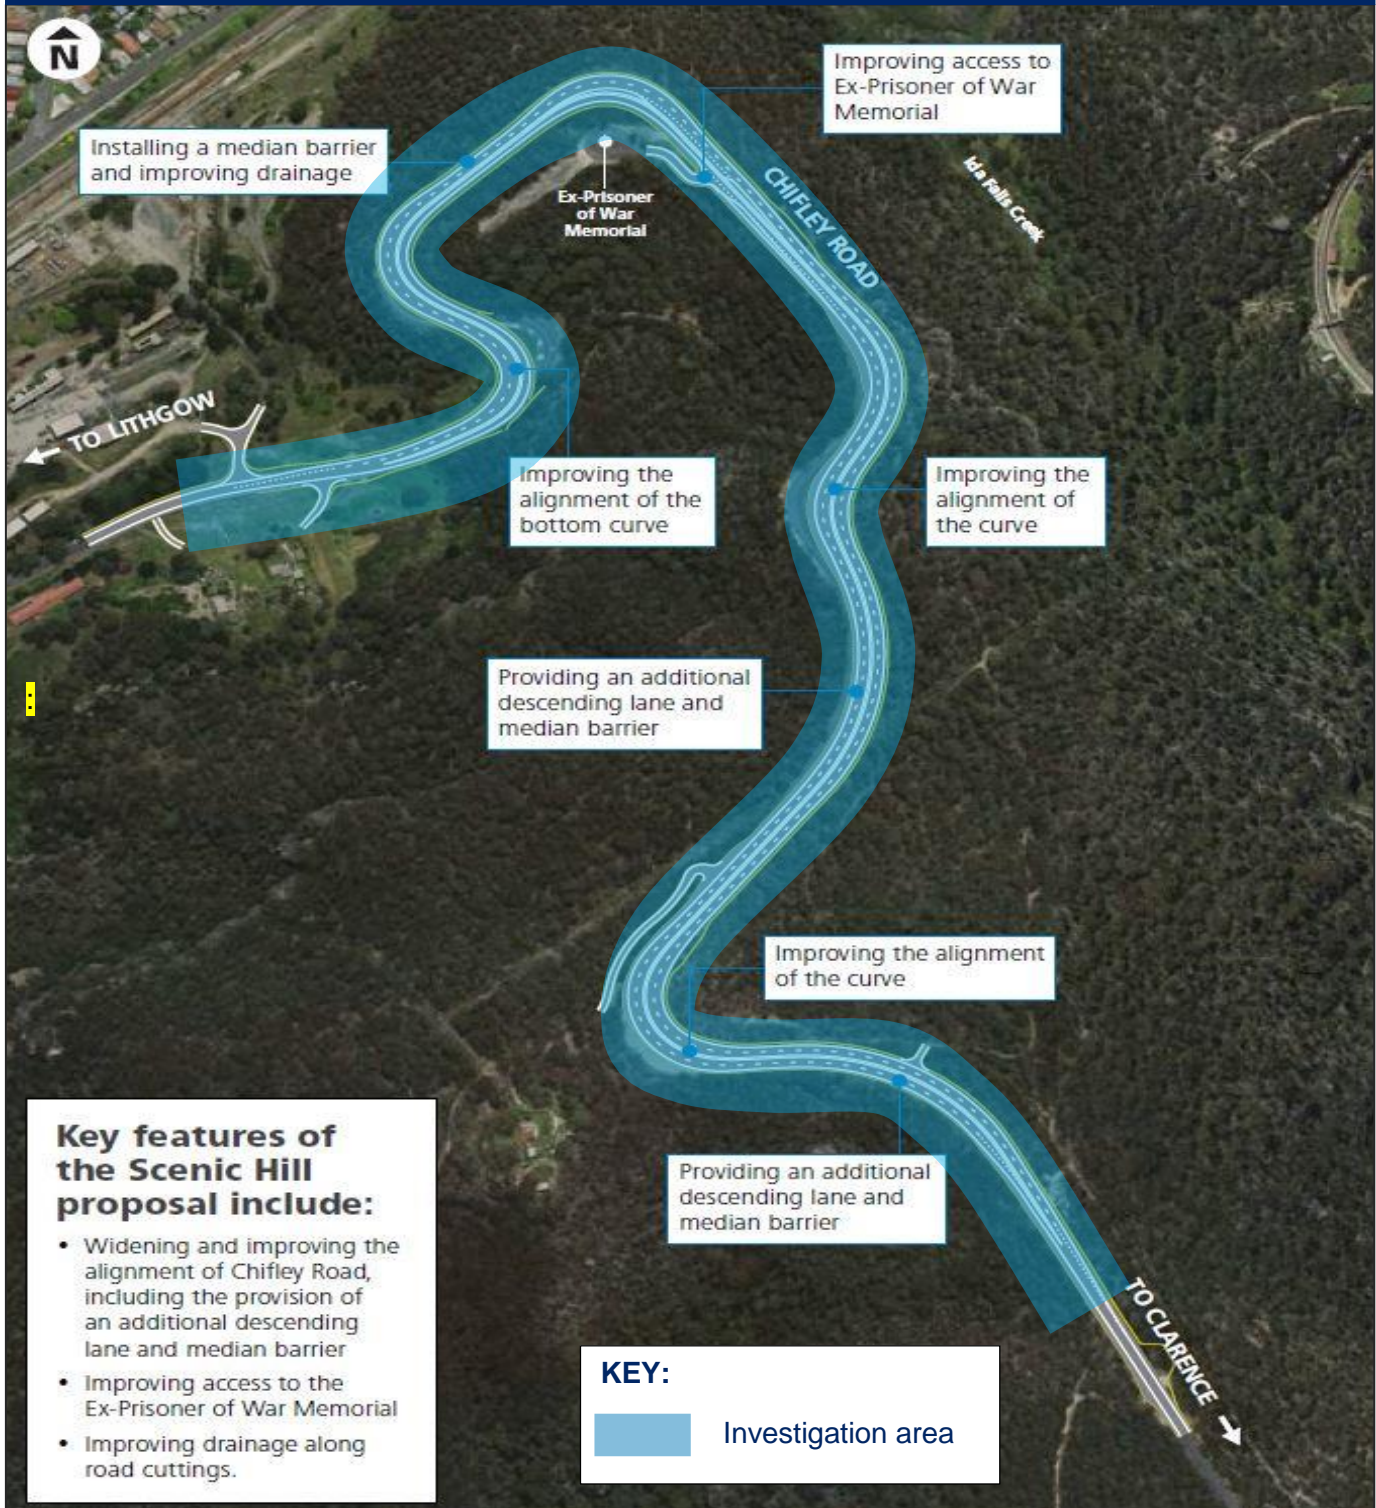 N
Improving access to
Ex-Prisoner of War
Memorial
Installing a median barrier
and improving drainage
Ex-Prisoner
of War
Memorial
CHIFLEY ROAD
Ida Falls Creek
TO LITHGOW
Improving the
alignment of the
bottom curve
Improving the
alignment of
the curve
Providing an additional
descending lane and
median barrier
:
Improving the alignment
of the curve
Providing an additional
descending lane and
median barrier
TO CLARENCE
Key features of
the Scenic Hill
proposal include:
• Widening and improving the
alignment of Chifley Road,
including the provision of
an additional descending
lane and median barrier
• Improving access to the
Ex-Prisoner of War Memorial
• Improving drainage along
road cuttings.
KEY:
Investigation area